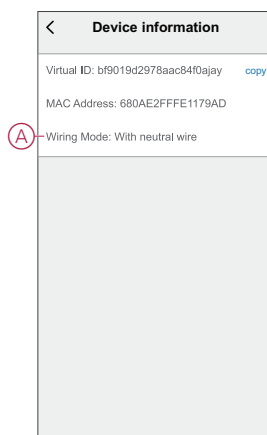 Device information
Virtual ID: bf9019d2978aac84f0ajay copy
MAC Address: 680AE2FFFE1179AD
A Wiring Mode: With neutral wire